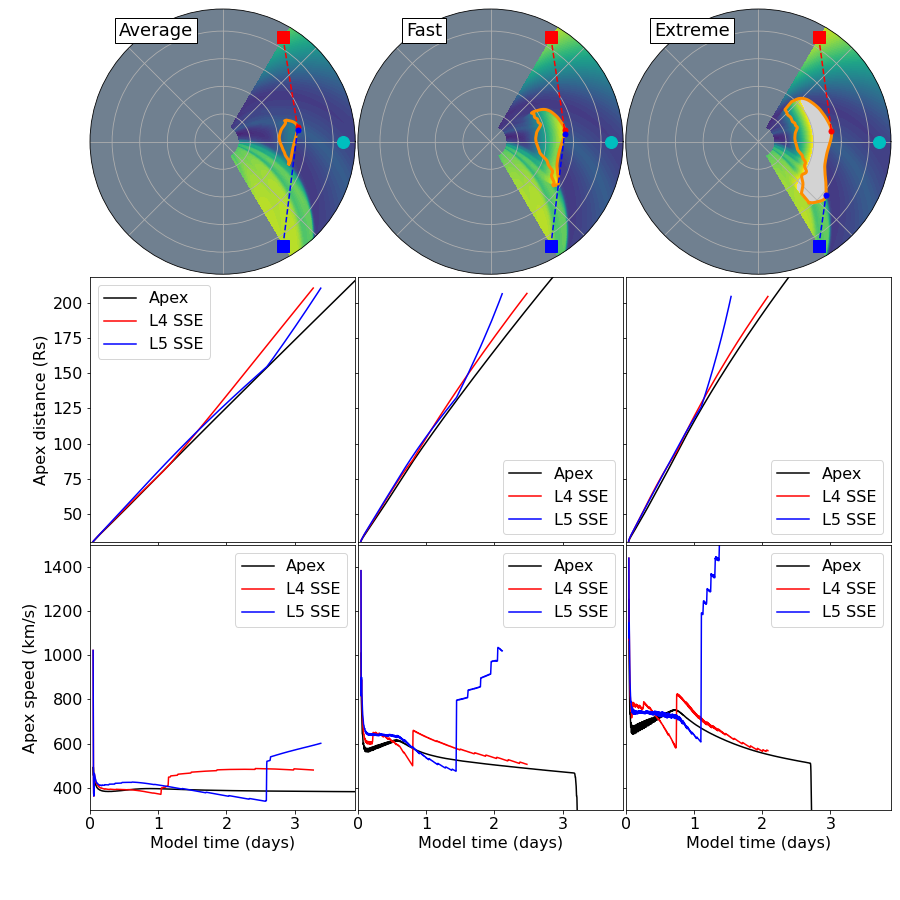 Average
Fast
Extreme
Apex distance (Rs)
200
175
150
125
100
75
50
Apex
L4 SSE
L5 SSE
Apex
L4 SSE
L5 SSE
Apex
L4 SSE
L5 SSE
Apex speed (km/s)
1400
1200
1000
800
600
400
Apex
L4 SSE
L5 SSE
Apex
L4 SSE
L5 SSE
Apex
L4 SSE
L5 SSE
0 1 2 3
0 1 2 3
0 1 2 3
Model time (days)
Model time (days)
Model time (days)